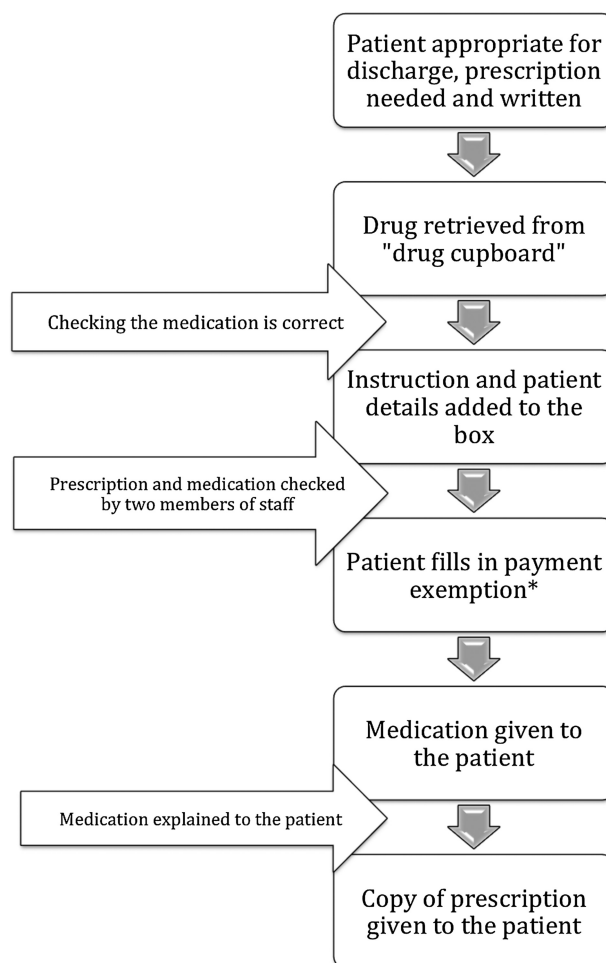 Patient appropriate for
discharge, prescription
needed and written
Drug retrieved from
"drug cupboard"
Checking the medication is correct
Instruction and patient
details added to the
box
Prescription and medication checked
by two members of staff
Patient fills in payment
exemption*
Medication given to
the patient
Medication explained to the patient
Copy of prescription
given to the patient